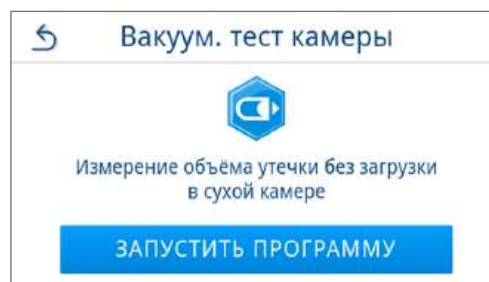 Вакуум. тест камеры
Измерение объёма утечки без загрузки
в сухой камере
ЗАПУСТИТЬ ПРОГРАММУ